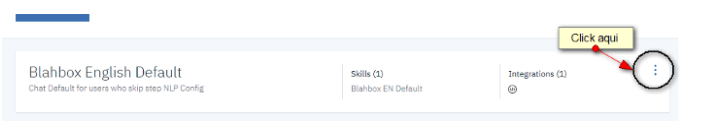 Click aqui
Blahbox English Default
Chat Default for users who skip step NLP Config
Skills (1)
Blahbox EN Default
Integrations (1)